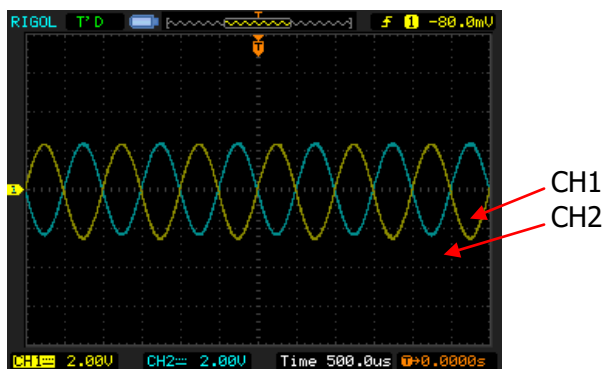 RIGOL T'D T f 1 -80.0mV
T
1
CH1
CH2
CH1 2.00V CH2 2.00V Time 500.0us T→0.0000s